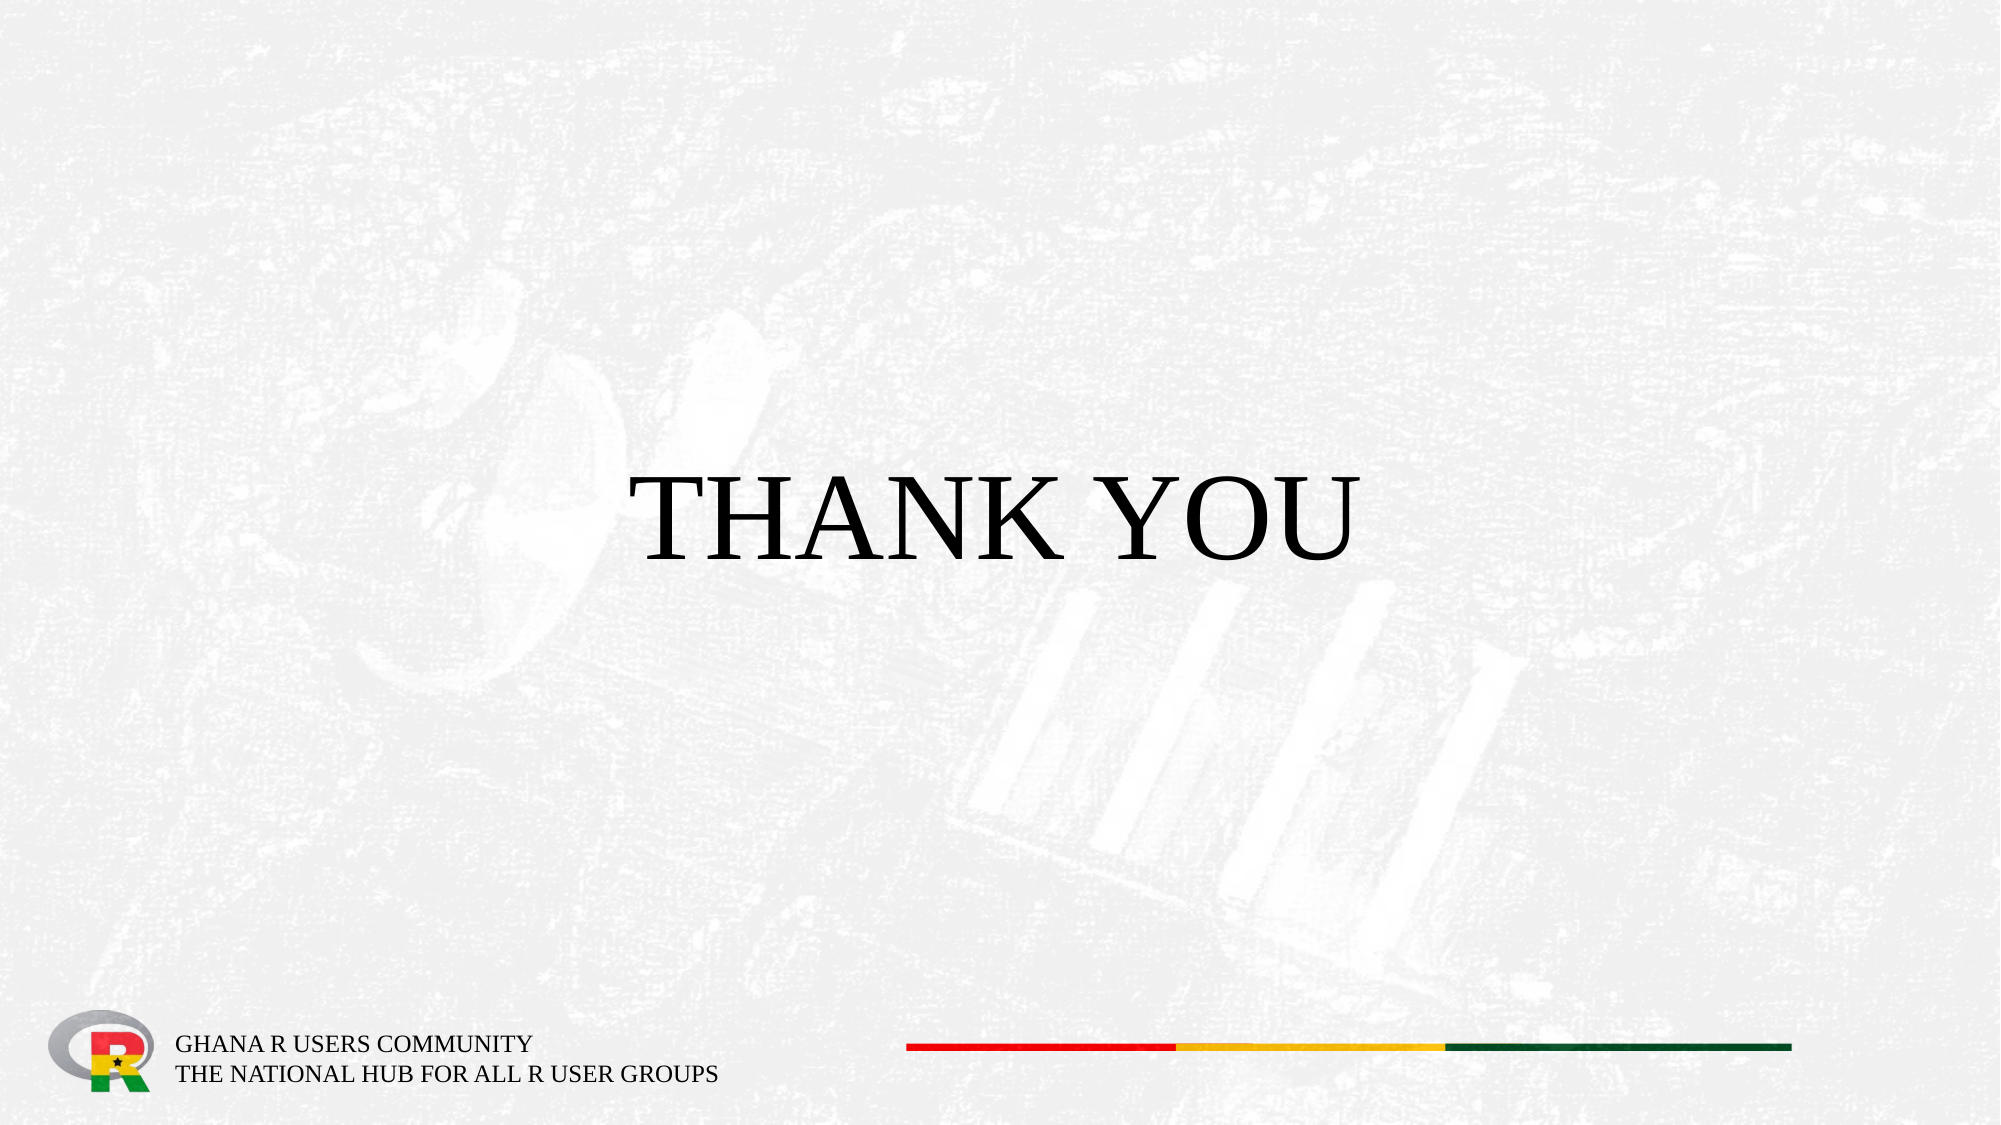 THANK YOU
R
GHANA R USERS COMMUNITY
THE NATIONAL HUB FOR ALL R USER GROUPS